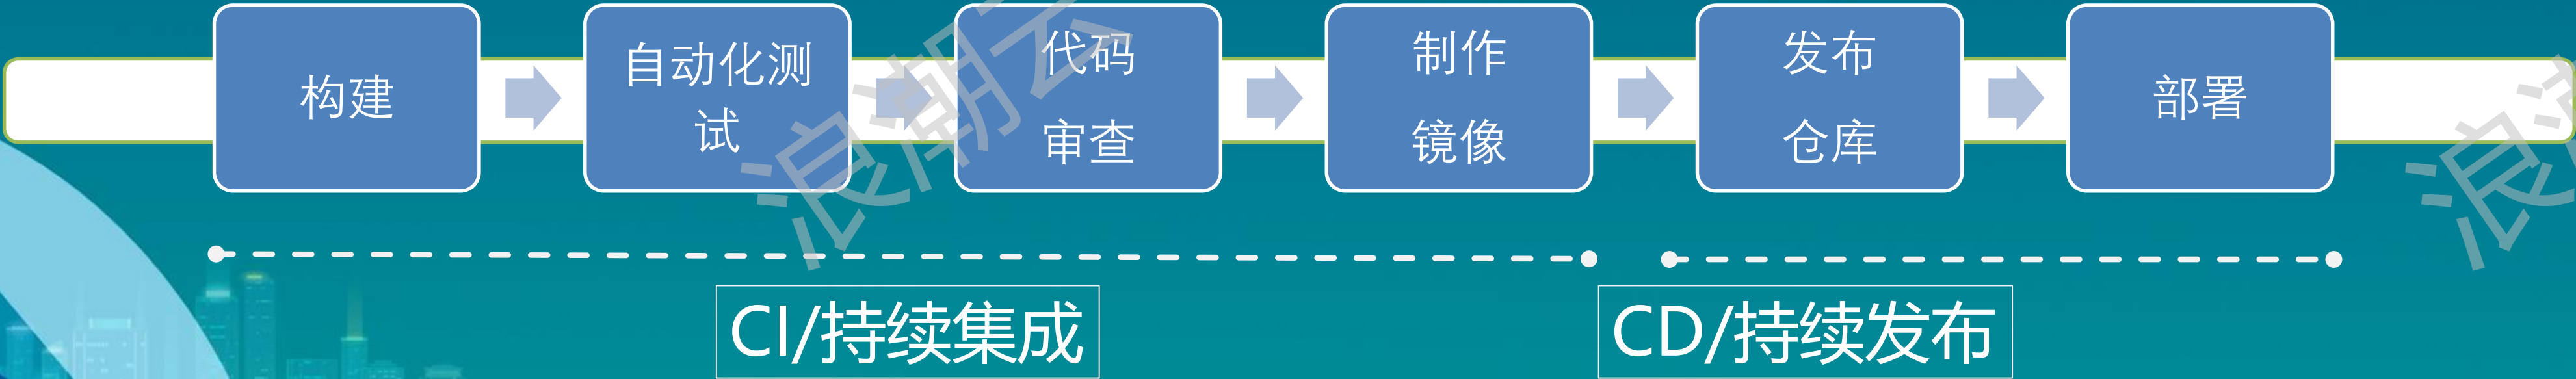 构建
自动化测
试
代码
审查
制作
镜像
发布
仓库
部署
CI/持续集成
CD/持续发布
浪潮云
浪